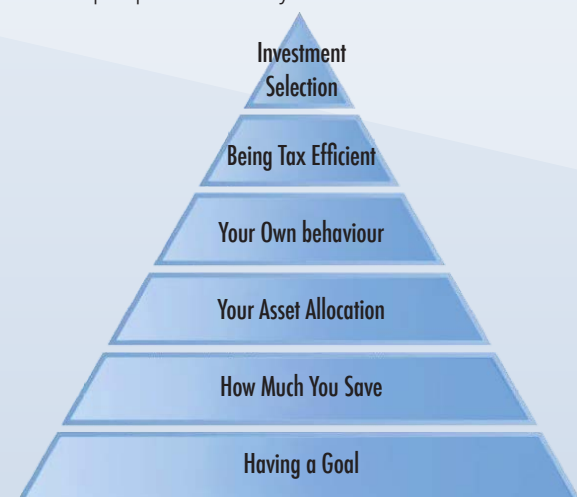 Investment
Selection
Being Tax Efficient
Your Own behaviour
Your Asset Allocation
How Much You Save
Having a Goal